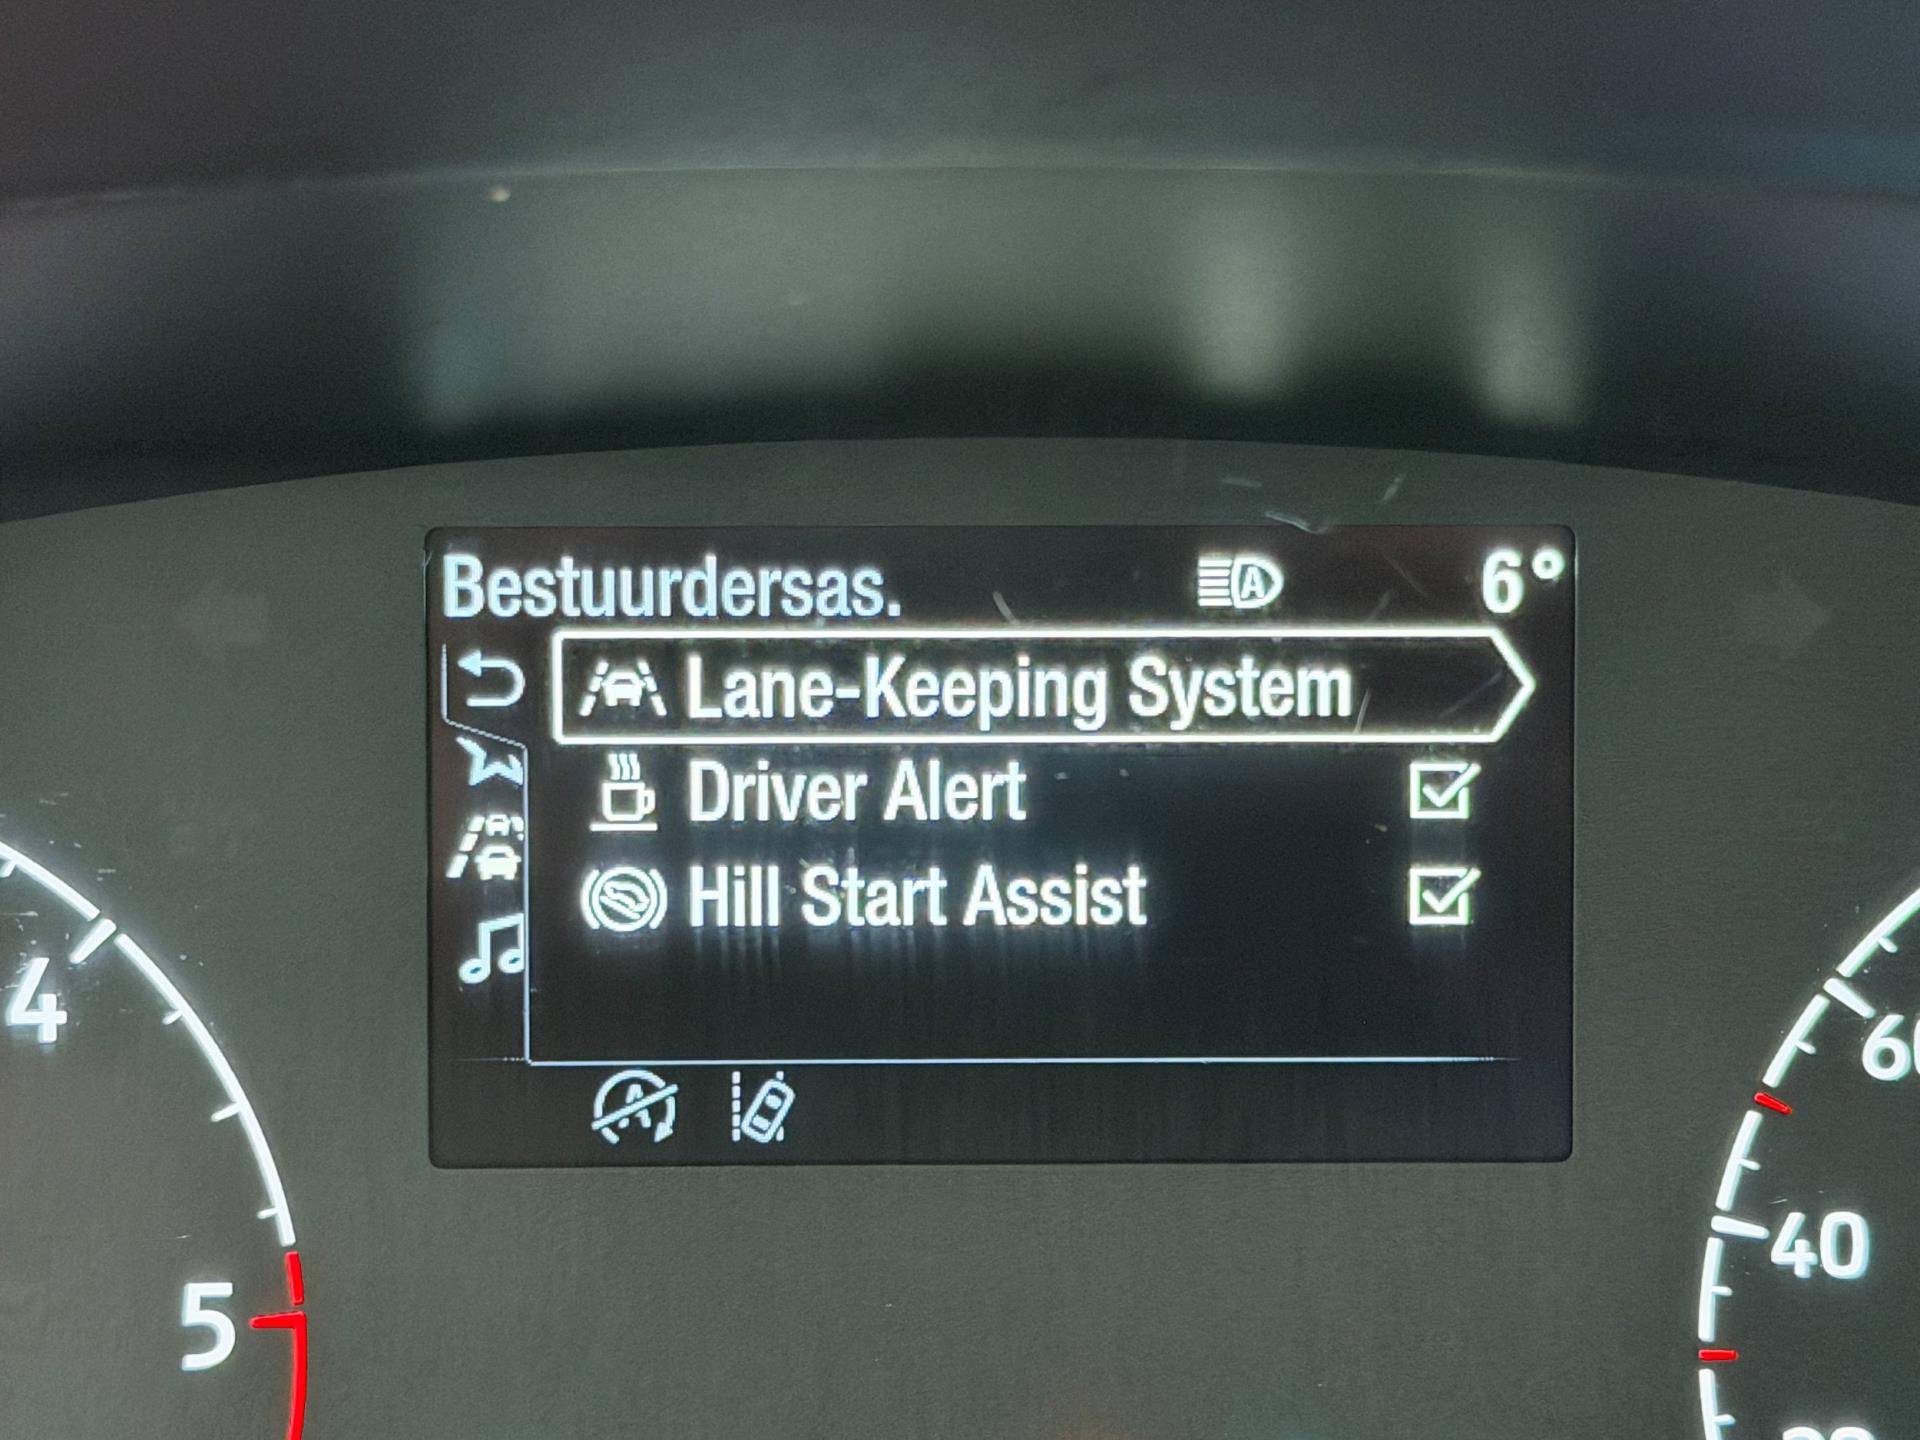 Bestuurdersas. A 6°
Lane-Keeping System
Driver Alert
Hill Start Assist
A
4
5
60
40